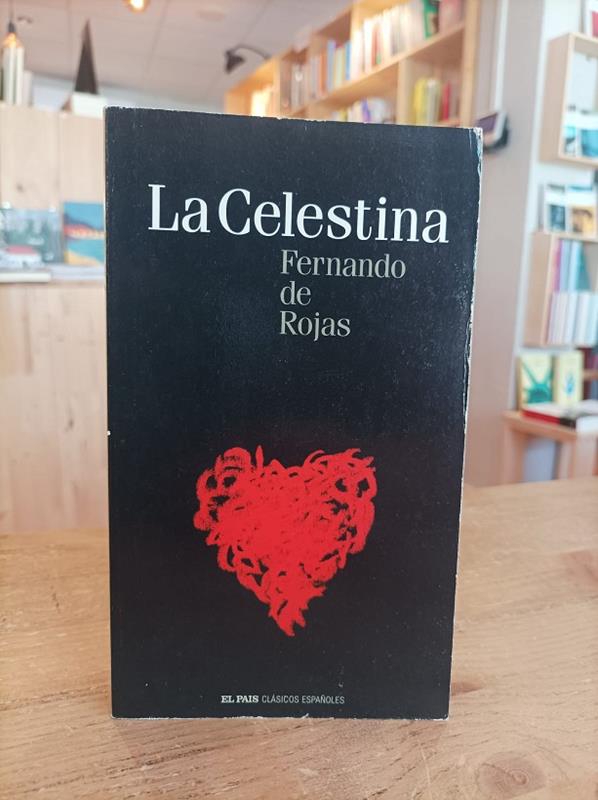 La Celestina
Fernando
de
Rojas
EL PAIS CLÁSICOS ESPAÑOLES